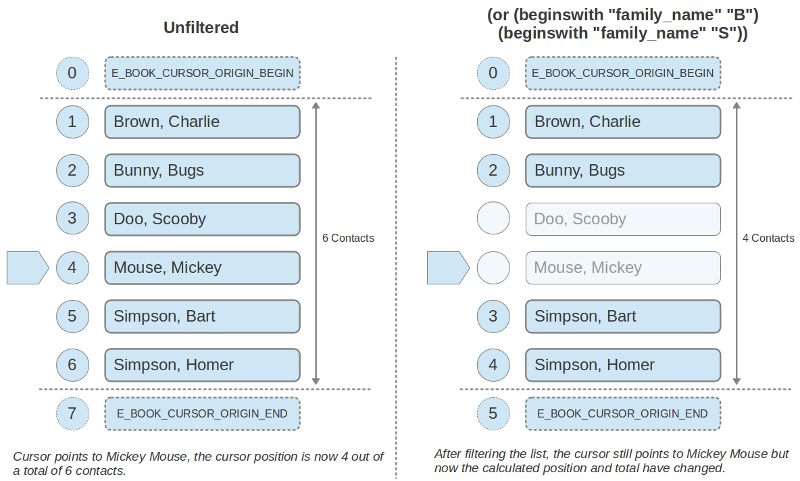 Unfiltered
0
E_BOOK_CURSOR_ORIGIN_BEGIN
1
Brown, Charlie
2
Bunny, Bugs
3
Doo, Scooby
4
Mouse, Mickey
5
Simpson, Bart
6
Simpson, Homer
7
E_BOOK_CURSOR_ORIGIN_END
6 Contacts
Cursor points to Mickey Mouse, the cursor position is now 4 out of
a total of 6 contacts.
(or (beginswith "family_name" "B")
(beginswith "family_name" "S"))
0
E_BOOK_CURSOR_ORIGIN_BEGIN
1
Brown, Charlie
2
Bunny, Bugs
Doo, Scooby
Mouse, Mickey
3
Simpson, Bart
4
Simpson, Homer
5
E_BOOK_CURSOR_ORIGIN_END
4 Contacts
After filtering the list, the cursor still points to Mickey Mouse but
now the calculated position and total have changed.